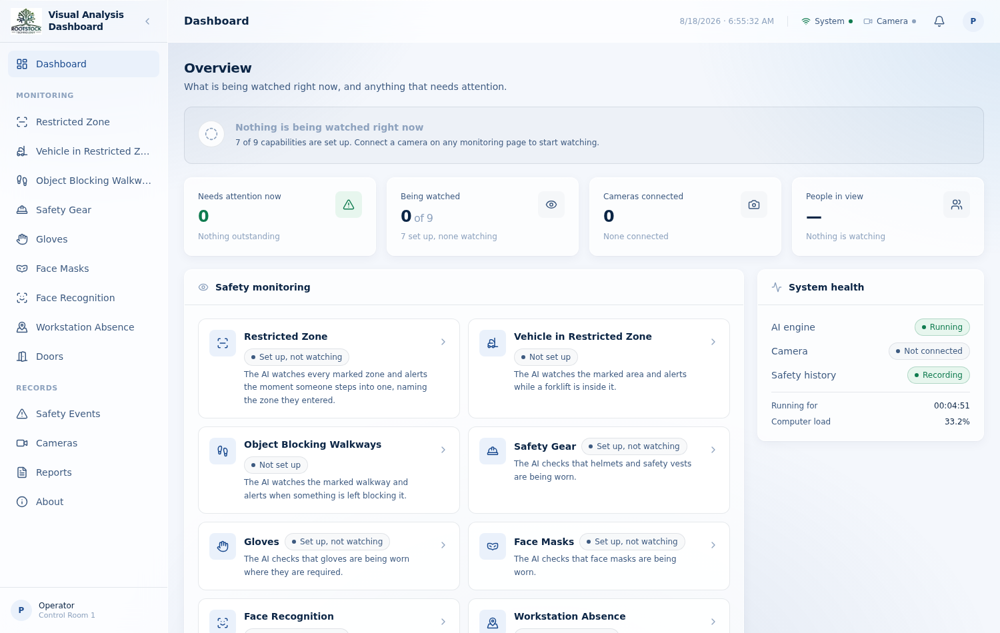 ROOTSTOCK
TECHNOLOGY
Visual Analysis
Dashboard
Dashboard
MONITORING
Restricted Zone
Vehicle in Restricted Z...
Object Blocking Walkw...
Safety Gear
Gloves
Face Masks
Face Recognition
Workstation Absence
Doors
RECORDS
Safety Events
Cameras
Reports
About
P
Operator
Control Room 1
Dashboard
8/18/2026 · 6:55:32 AM
System
Camera
P
Overview
What is being watched right now, and anything that needs attention.
Nothing is being watched right now
7 of 9 capabilities are set up. Connect a camera on any monitoring page to start watching.
Needs attention now
0
Nothing outstanding
Being watched
0 of 9
7 set up, none watching
Cameras connected
0
None connected
People in view
—
Nothing is watching
Safety monitoring
Restricted Zone
Set up, not watching
The AI watches every marked zone and alerts
the moment someone steps into one, naming
the zone they entered.
Vehicle in Restricted Zone
Not set up
The AI watches the marked area and alerts
while a forklift is inside it.
Object Blocking Walkways
Not set up
The AI watches the marked walkway and
alerts when something is left blocking it.
Safety Gear Set up, not watching
The AI checks that helmets and safety vests
are being worn.
Gloves Set up, not watching
The AI checks that gloves are being worn
where they are required.
Face Masks Set up, not watching
The AI checks that face masks are being
worn.
Face Recognition
Workstation Absence
System health
AI engine Running
Camera Not connected
Safety history Recording
Running for 00:04:51
Computer load 33.2%